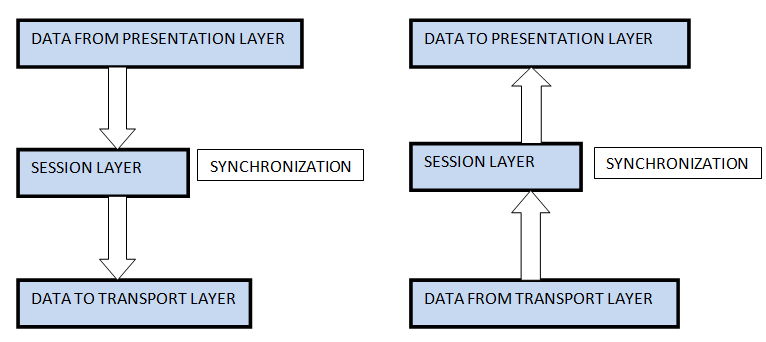 DATA FROM PRESENTATION LAYER
SESSION LAYER
SYNCHRONIZATION
DATA TO TRANSPORT LAYER
DATA TO PRESENTATION LAYER
SESSION LAYER
SYNCHRONIZATION
DATA FROM TRANSPORT LAYER